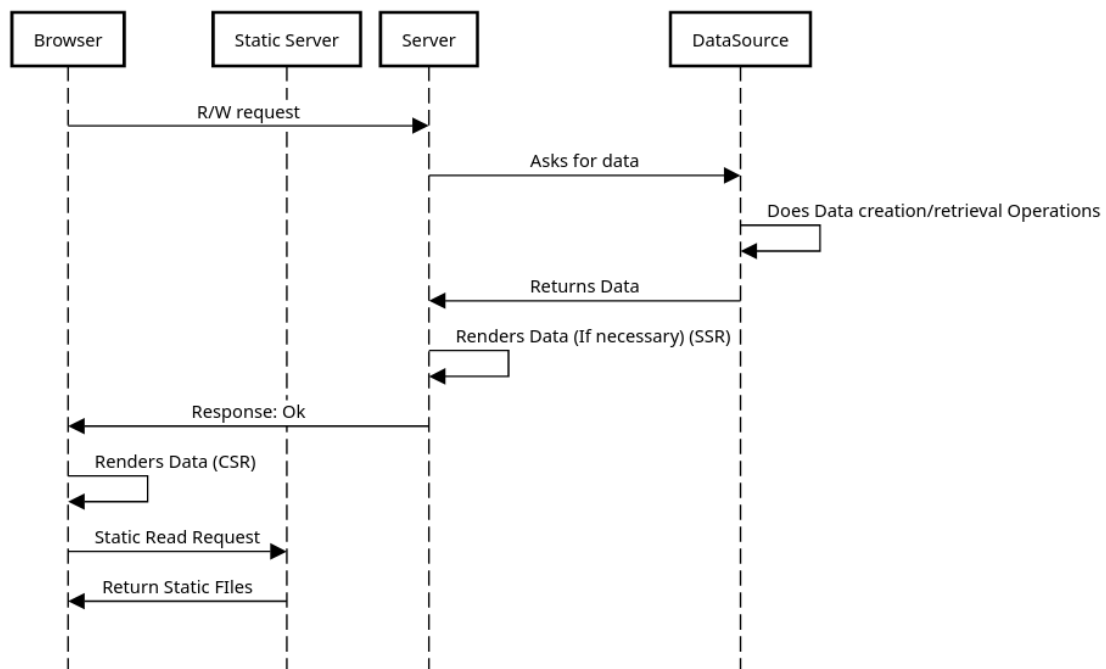 Browser
Static Server
Server
DataSource
R/W request
Asks for data
Does Data creation/retrieval Operations
Returns Data
Renders Data (If necessary) (SSR)
Response: Ok
Renders Data (CSR)
Static Read Request
Return Static FIles